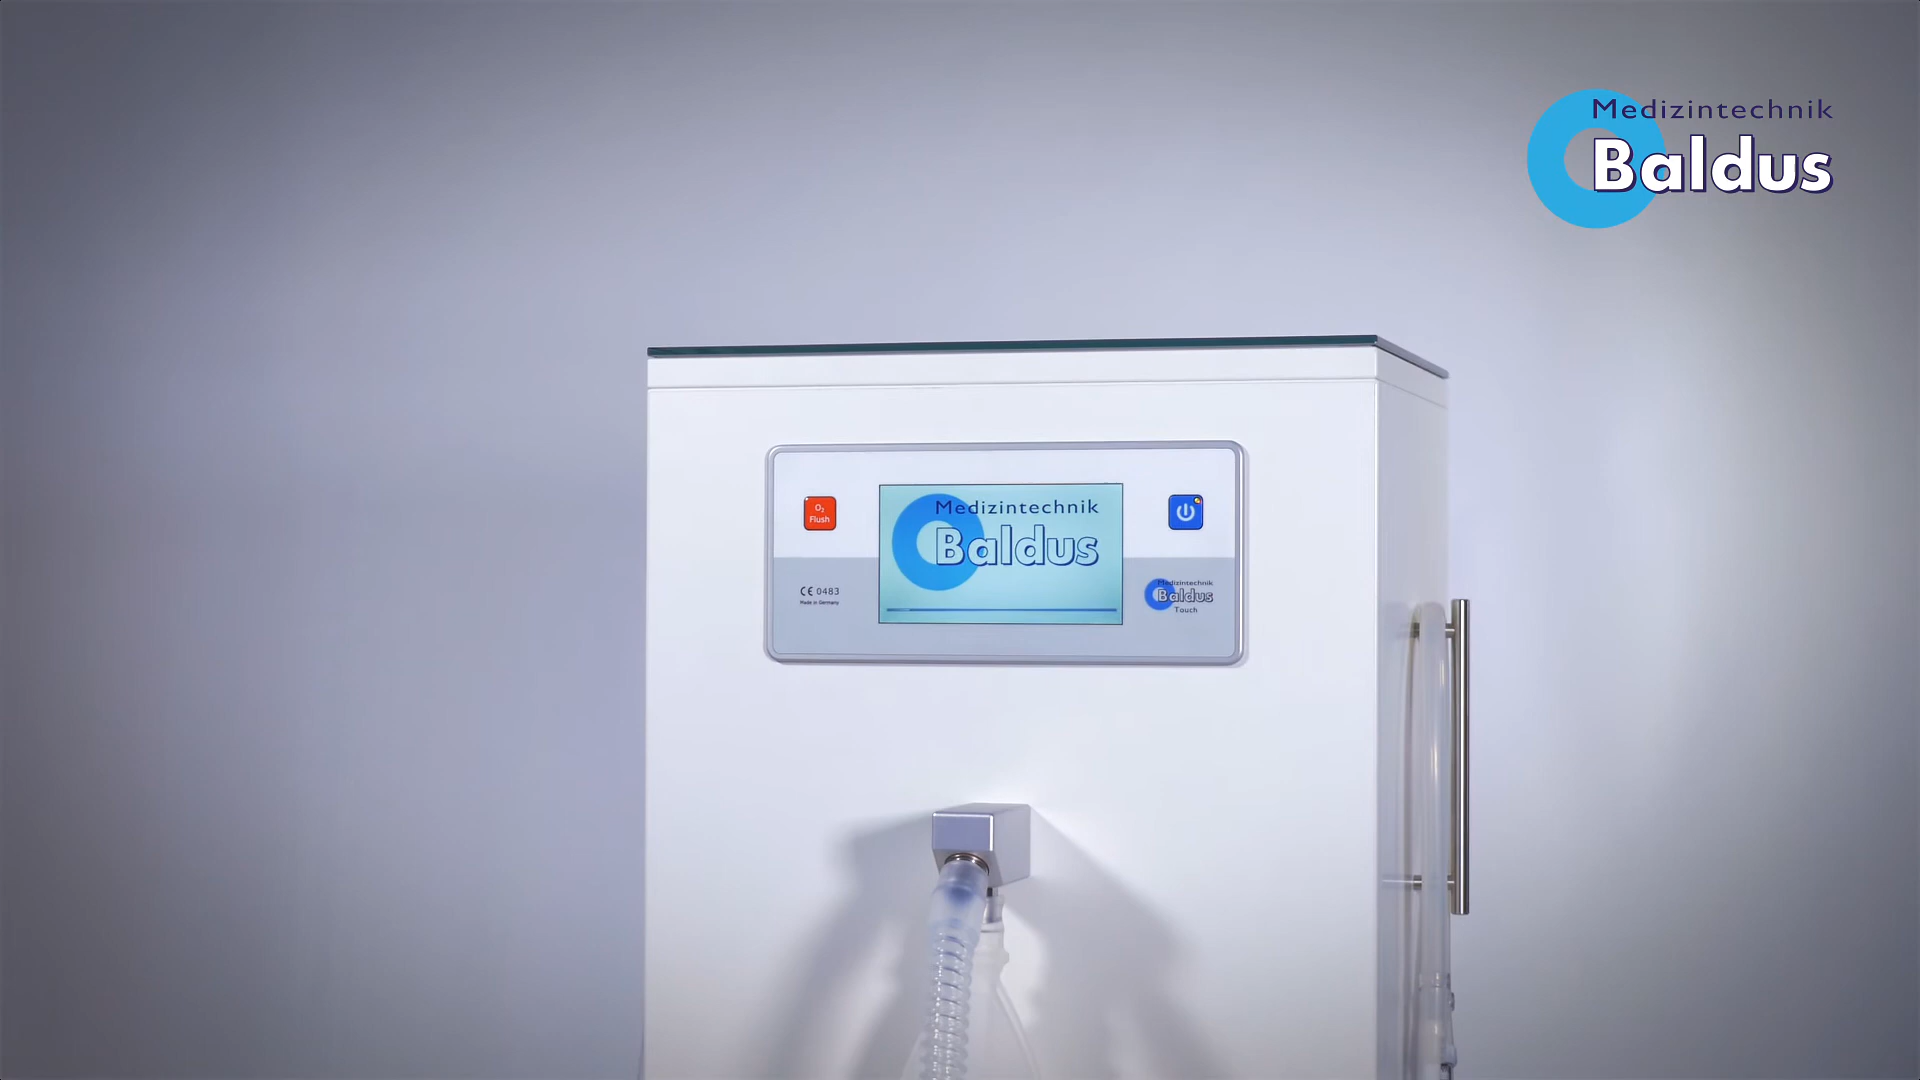 Medizintechnik
Baldus
O₂
Flush
Medizintechnik
Baldus
CE 0483
Made in Germany
Medizintechnik
Baldus
Touch